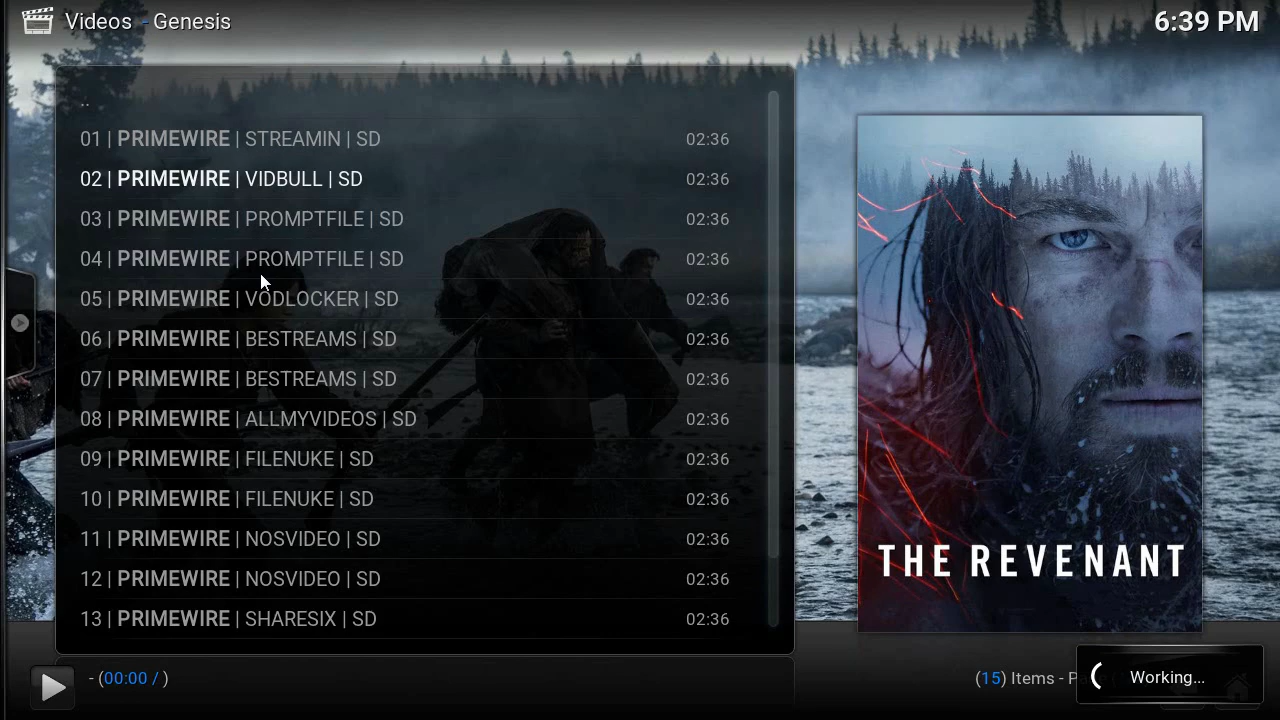 Videos - Genesis
6:39 PM
..
01 | PRIMEWIRE | STREAMIN | SD 02:36
02 | PRIMEWIRE | VIDBULL | SD 02:36
03 | PRIMEWIRE | PROMPTFILE | SD 02:36
04 | PRIMEWIRE | PROMPTFILE | SD 02:36
05 | PRIMEWIRE | VODLOCKER | SD 02:36
06 | PRIMEWIRE | BESTREAMS | SD 02:36
07 | PRIMEWIRE | BESTREAMS | SD 02:36
08 | PRIMEWIRE | ALLMYVIDEOS | SD 02:36
09 | PRIMEWIRE | FILENUKE | SD 02:36
10 | PRIMEWIRE | FILENUKE | SD 02:36
11 | PRIMEWIRE | NOSVIDEO | SD 02:36
12 | PRIMEWIRE | NOSVIDEO | SD 02:36
13 | PRIMEWIRE | SHARESIX | SD 02:36
THE REVENANT
- (00:00 / )
(15) Items -
Working...